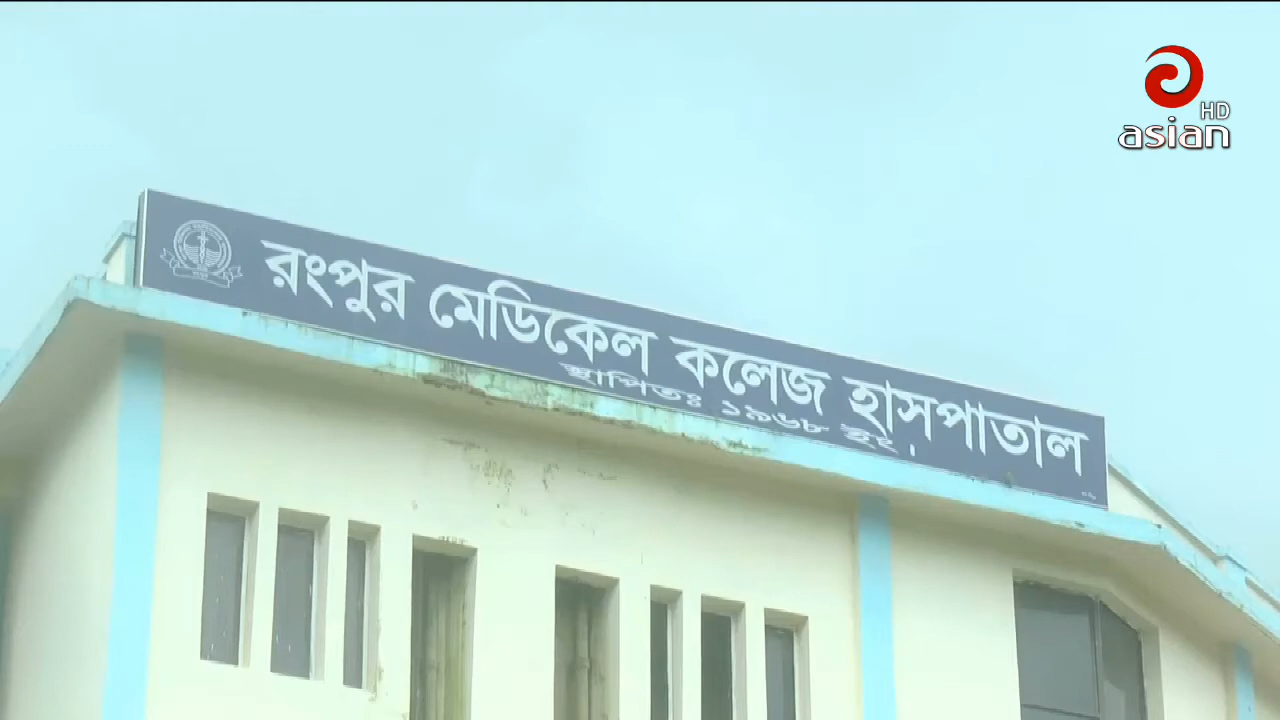 রংপুর মেডিকেল কলেজ হাসপাতাল
স্থাপিতঃ ১৯৬৮ ইং।
HD
asian